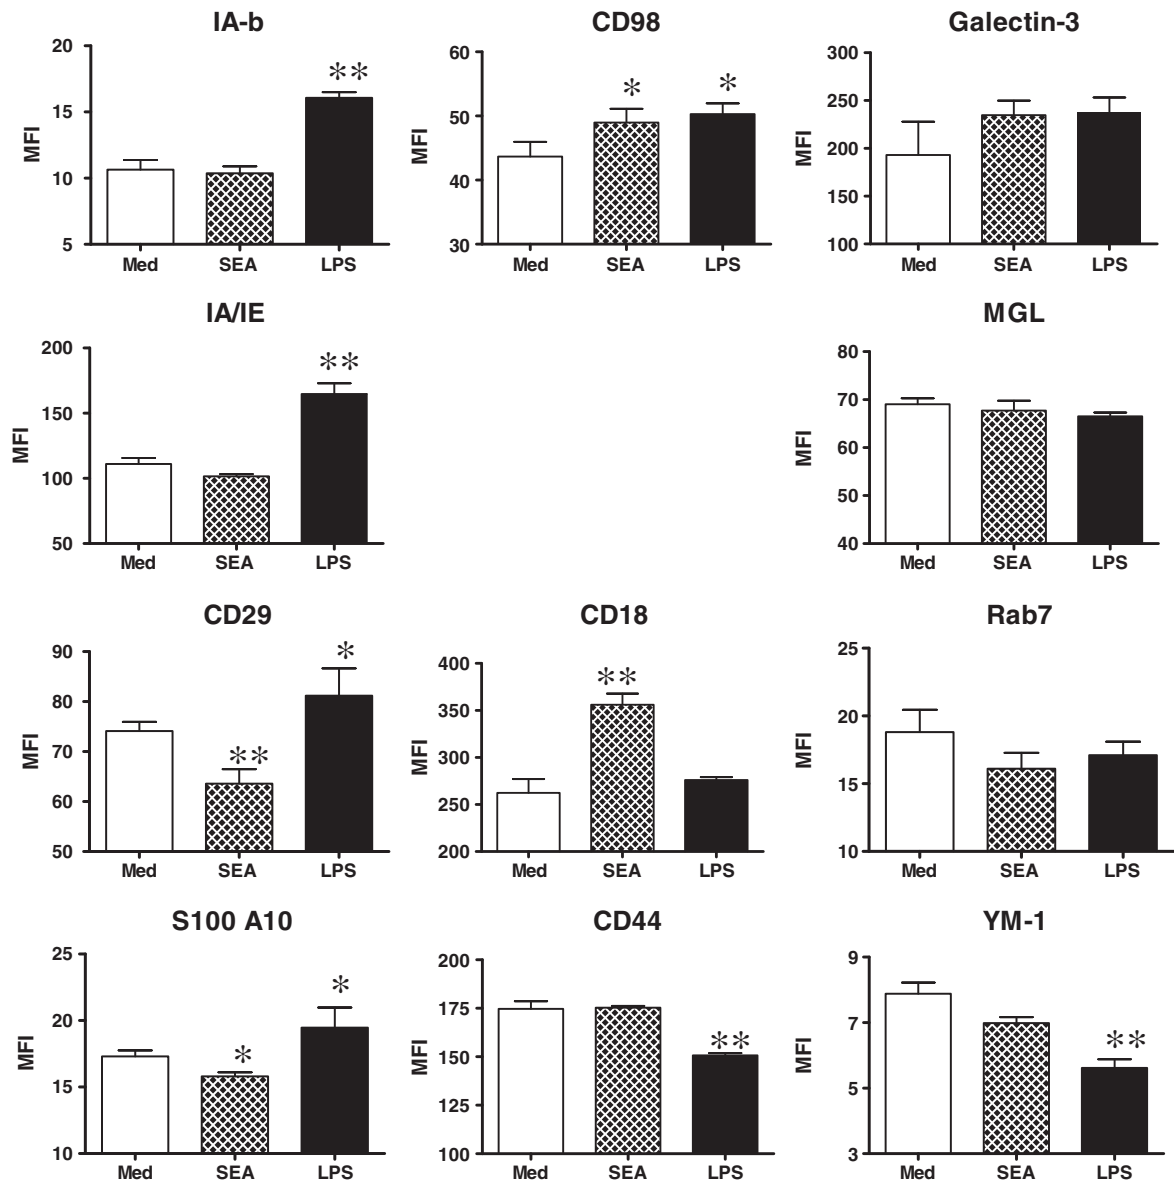 IA-b
20
15
10
5
MFI
**
Med SEA LPS
CD98
60
50
40
30
MFI
* *
Med SEA LPS
Galectin-3
300
250
200
150
100
MFI
Med SEA LPS
IA/IE
200
150
100
50
MFI
**
Med SEA LPS
MGL
80
70
60
50
40
MFI
Med SEA LPS
CD29
90
80
70
60
50
MFI
** *
Med SEA LPS
CD18
400
350
300
250
200
MFI
**
Med SEA LPS
Rab7
25
20
15
10
MFI
Med SEA LPS
S100 A10
25
20
15
10
MFI
* *
Med SEA LPS
CD44
200
175
150
125
100
MFI
**
Med SEA LPS
YM-1
9
7
5
3
MFI
**
Med SEA LPS